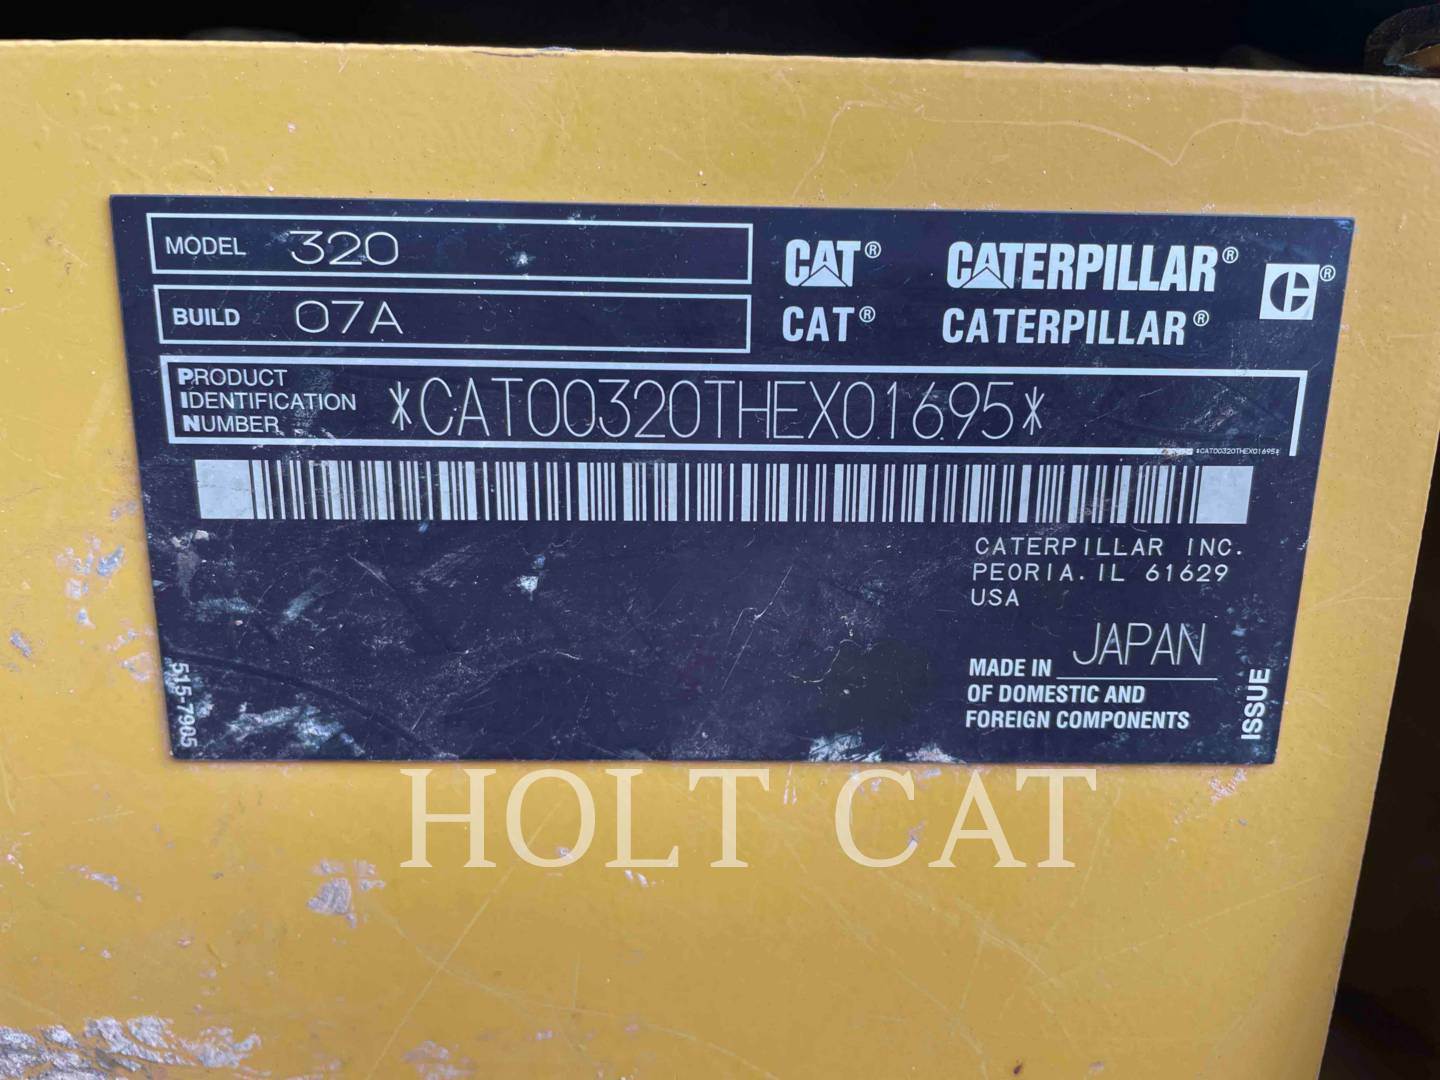 MODEL 320
BUILD 07A
CAT® CATERPILLAR® ®
CAT® CATERPILLAR®
PRODUCT
IDENTIFICATION
NUMBER
*CAT00320THEX01695*
*CAT00320THEX01695*
CATERPILLAR INC.
PEORIA. IL 61629
USA
MADE IN JAPAN
OF DOMESTIC AND
FOREIGN COMPONENTS
515-7905
ISSUE
HOLT CAT